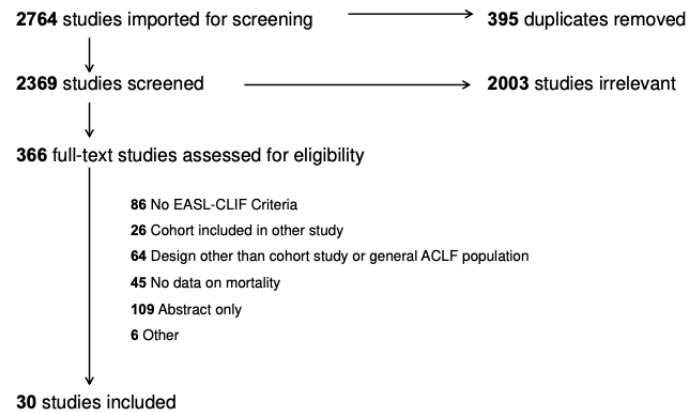 2764 studies imported for screening
395 duplicates removed
2369 studies screened
2003 studies irrelevant
366 full-text studies assessed for eligibility
86 No EASL-CLIF Criteria
26 Cohort included in other study
64 Design other than cohort study or general ACLF population
45 No data on mortality
109 Abstract only
6 Other
30 studies included